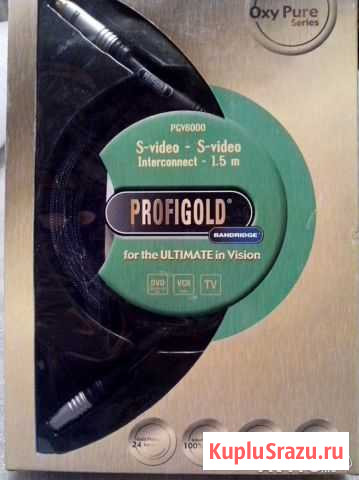 Oxy Pure
Series
PGV6000
S-video - S-video
Interconnect - 1.5 m
PROFIGOLD®
BANDRIDGE®
for the ULTIMATE in Vision
DVD
VCR
TV
24
100%
KupluSrazu.ru